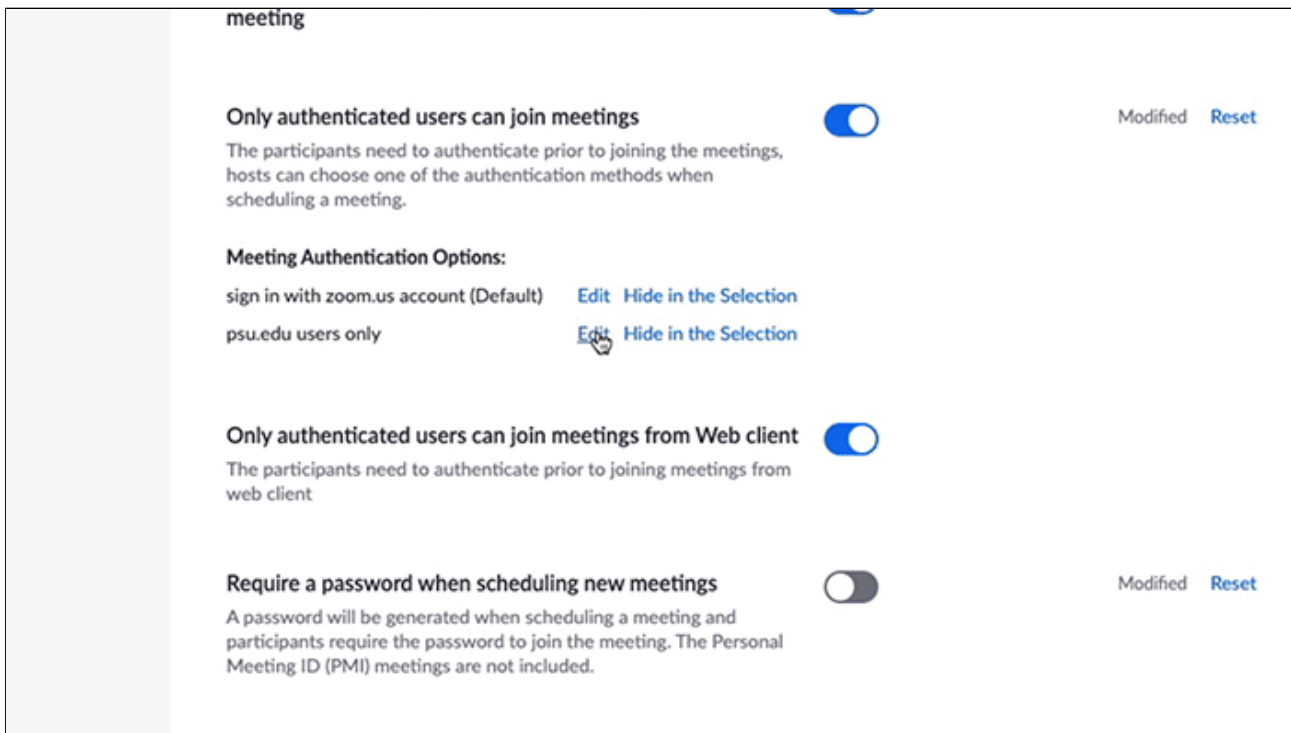 meeting
Only authenticated users can join meetings
Modified Reset
The participants need to authenticate prior to joining the meetings,
hosts can choose one of the authentication methods when
scheduling a meeting.
Meeting Authentication Options:
sign in with zoom.us account (Default) Edit Hide in the Selection
psu.edu users only Edit Hide in the Selection
Only authenticated users can join meetings from Web client
The participants need to authenticate prior to joining meetings from
web client
Require a password when scheduling new meetings
Modified Reset
A password will be generated when scheduling a meeting and
participants require the password to join the meeting. The Personal
Meeting ID (PMI) meetings are not included.